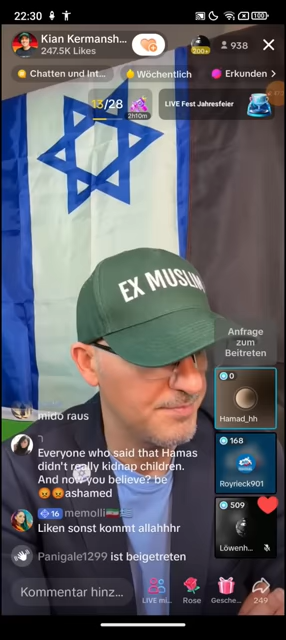 22:30
100
Kian Kermansh...
247.5K Likes
200+
938
Chatten und Int...
Wöchentlich
Erkunden
13/28
2h10m
LIVE Fest Jahresfeier
EX MUSLIM
Anfrage
zum
Beitreten
0
Hamad_hh
mido raus
168
Royrieck901
Everyone who said that Hamas
didn't really kidnap children.
And now you believe? be
😡😡ashamed
509
Löwenh...
16 memolli
Liken sonst kommt allahhhr
Panigale1299 ist beigetreten
Kommentar hinz...
LIVE mi...
Rose
Gesche...
249